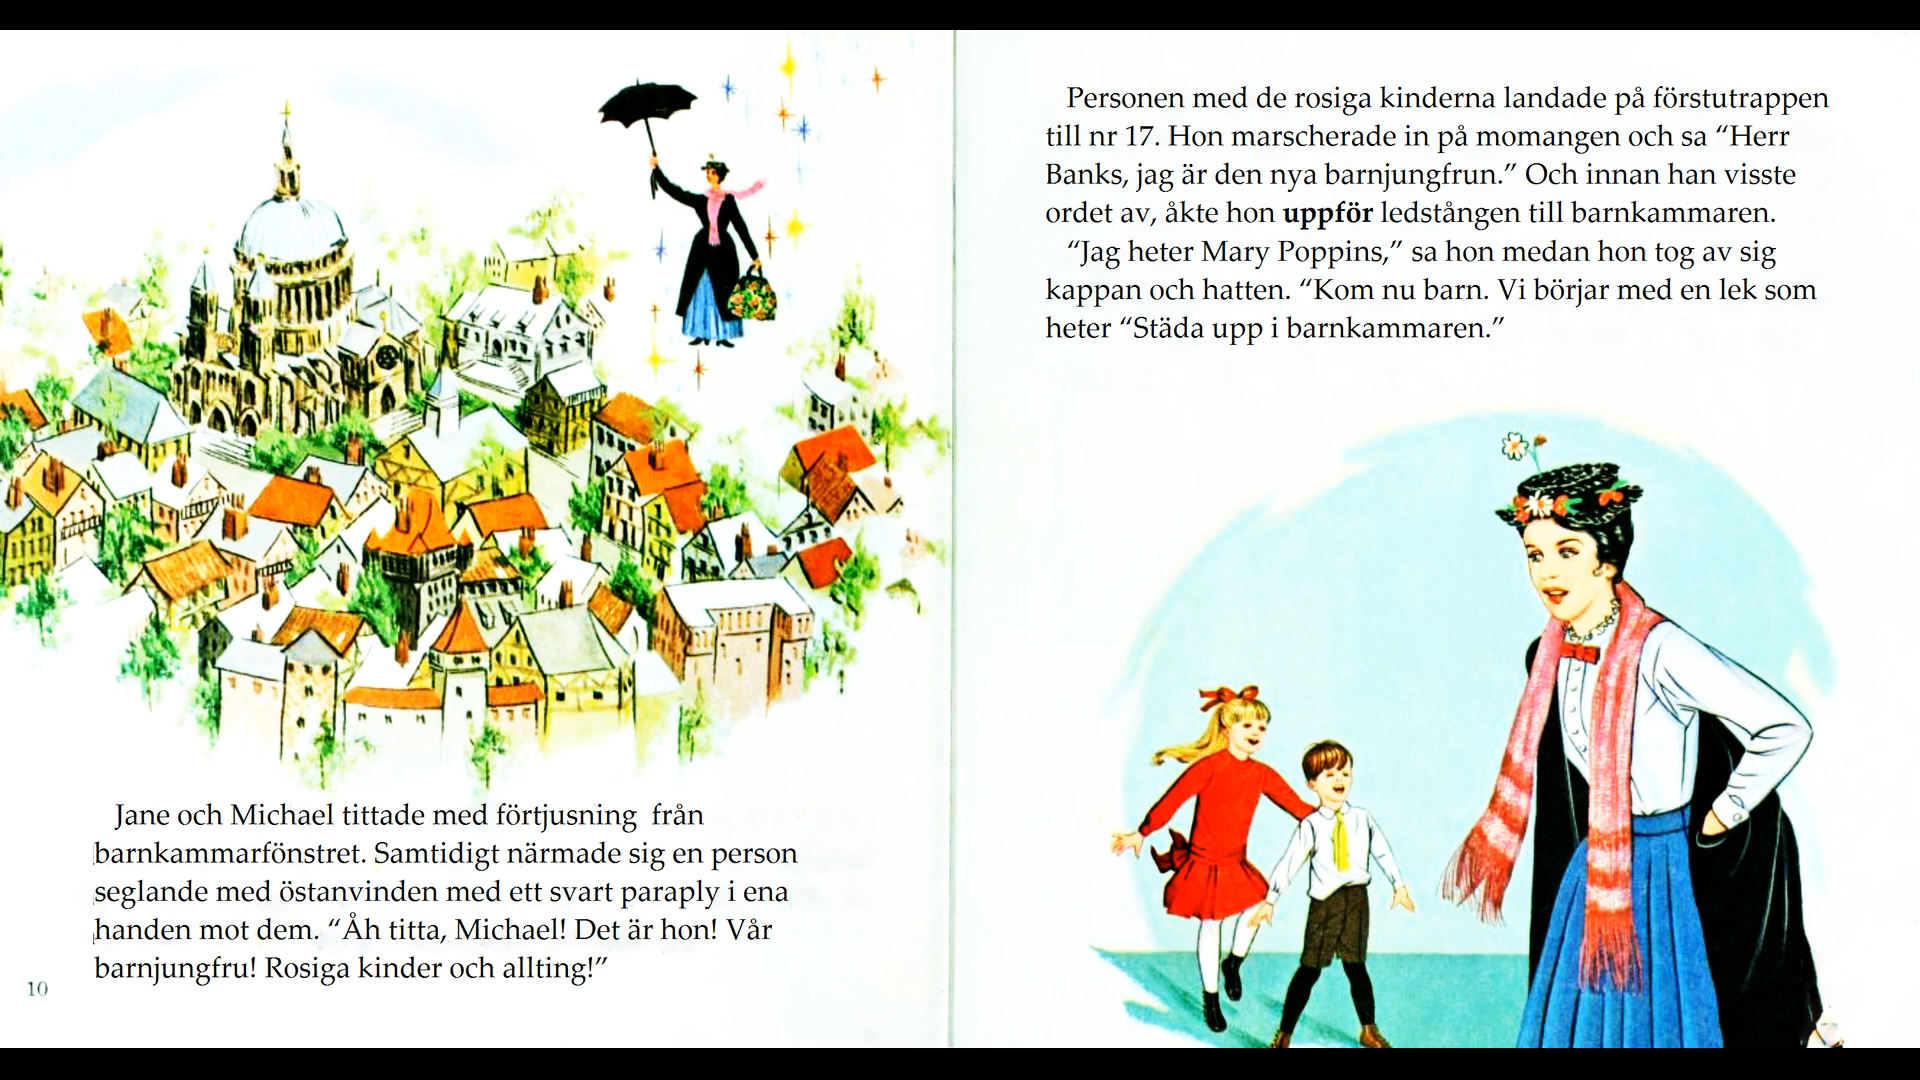 Jane och Michael tittade med förtjusning  från
barnkammarfönstret. Samtidigt närmade sig en person
seglande med östanvinden med ett svart paraply i ena
handen mot dem. “Åh titta, Michael! Det är hon! Vår
barnjungfru! Rosiga kinder och allting!”
10
Personen med de rosiga kinderna landade på förstutrappen
till nr 17. Hon marscherade in på momangen och sa “Herr
Banks, jag är den nya barnjungfrun.” Och innan han visste
ordet av, åkte hon uppför ledstången till barnkammaren.
“Jag heter Mary Poppins,” sa hon medan hon tog av sig
kappan och hatten. “Kom nu barn. Vi börjar med en lek som
heter “Städa upp i barnkammaren.”